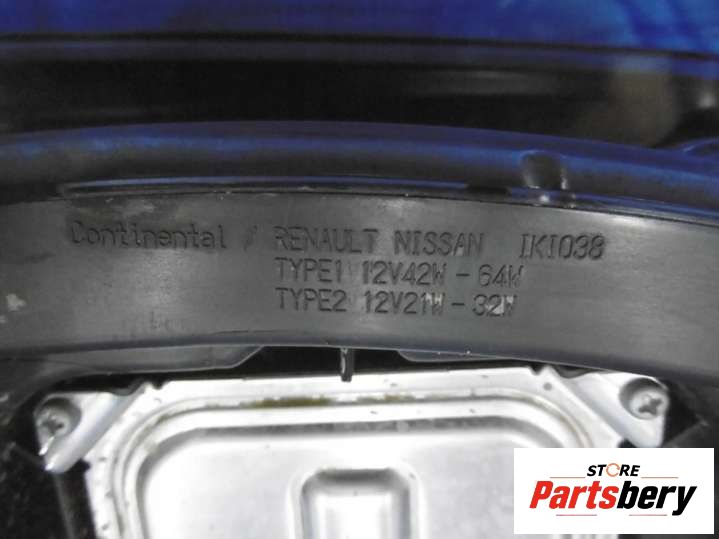 Continental / RENAULT NISSAN IKI038
TYPE1 12V42W-64W
TYPE2 12V21W-32W
STORE
Partsbery